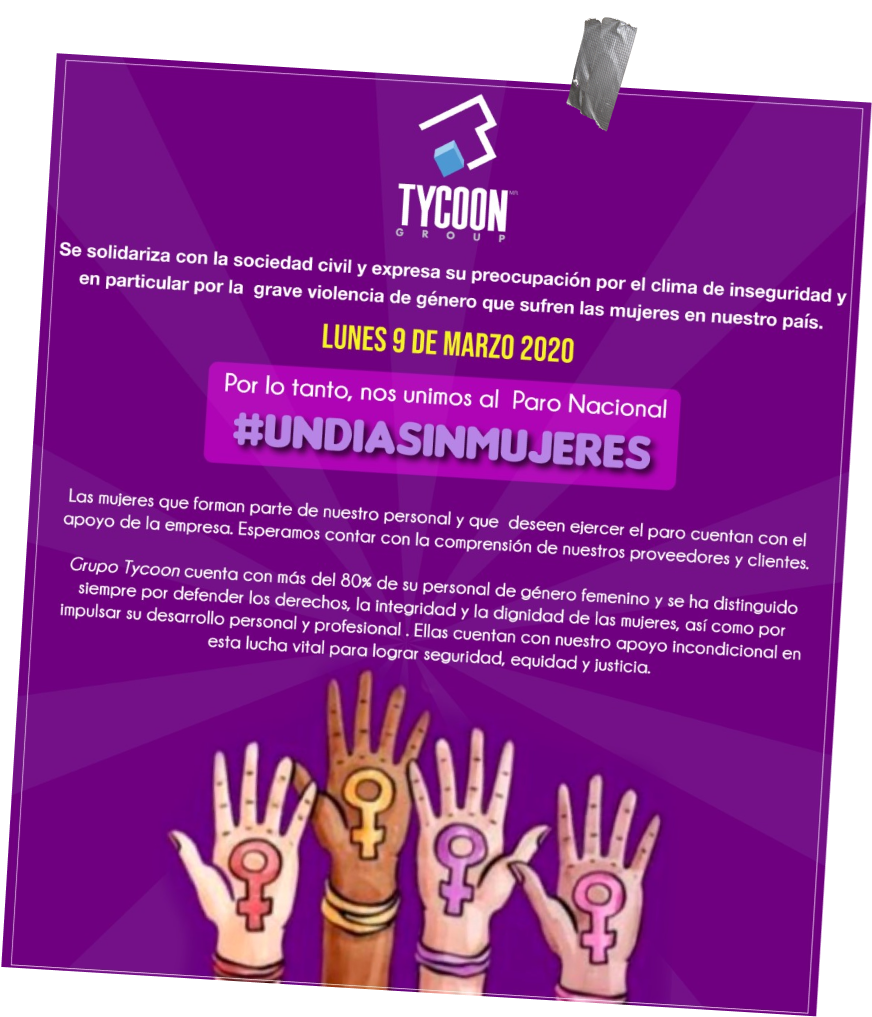 TYCOON MR
GROUP
Se solidariza con la sociedad civil y expresa su preocupación por el clima de inseguridad y
en particular por la grave violencia de género que sufren las mujeres en nuestro país.
LUNES 9 DE MARZO 2020
Por lo tanto, nos unimos al Paro Nacional
#UNDIASINMUJERES
Las mujeres que forman parte de nuestro personal y que deseen ejercer el paro cuentan con el
apoyo de la empresa. Esperamos contar con la comprensión de nuestros proveedores y clientes.
Grupo Tycoon cuenta con más del 80% de su personal de género femenino y se ha distinguido
siempre por defender los derechos, la integridad y la dignidad de las mujeres, así como por
impulsar su desarrollo personal y profesional . Ellas cuentan con nuestro apoyo incondicional en
esta lucha vital para lograr seguridad, equidad y justicia.